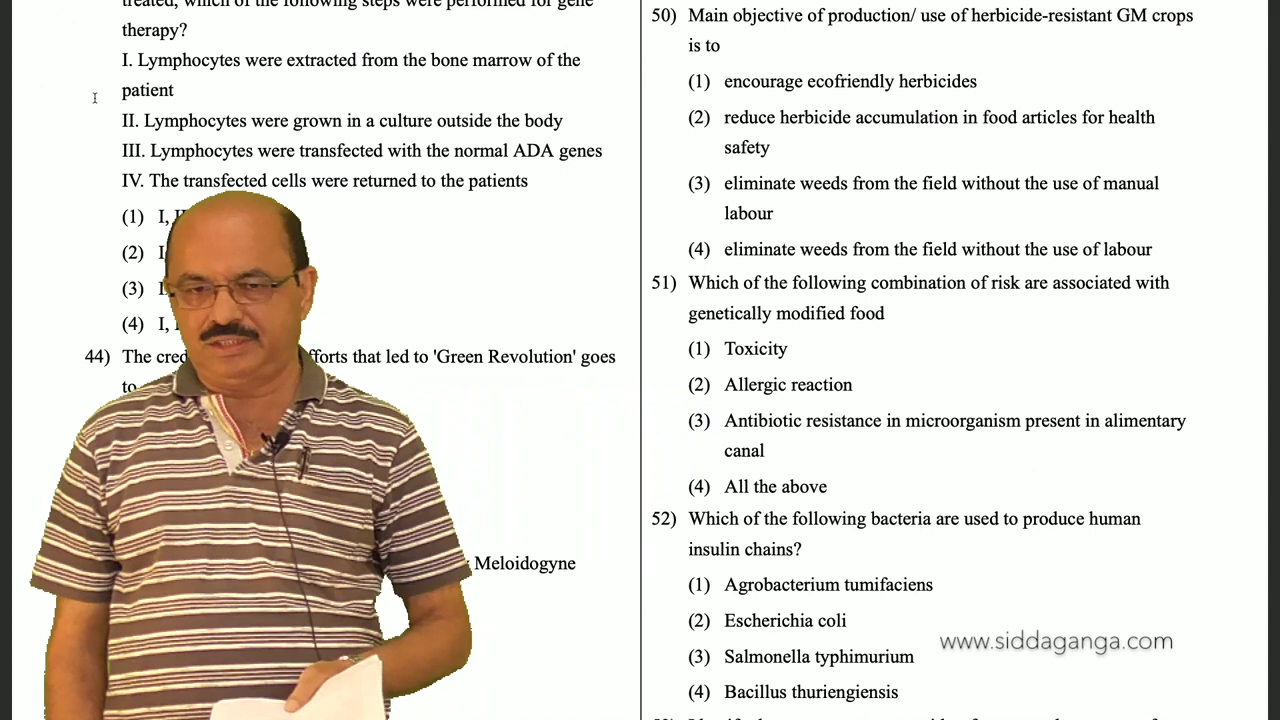 treated, which of the following steps were performed for gene
therapy?
I. Lymphocytes were extracted from the bone marrow of the
patient
II. Lymphocytes were grown in a culture outside the body
III. Lymphocytes were transfected with the normal ADA genes
IV. The transfected cells were returned to the patients
(1) I,
(2) I,
(3)
(4) I,
44) The forts that led to 'Green Revolution' goes
to
Meloidogyne
50) Main objective of production/ use of herbicide-resistant GM crops
is to
(1) encourage ecofriendly herbicides
(2) reduce herbicide accumulation in food articles for health
safety
(3) eliminate weeds from the field without the use of manual
labour
(4) eliminate weeds from the field without the use of labour
51) Which of the following combination of risk are associated with
genetically modified food
(1) Toxicity
(2) Allergic reaction
(3) Antibiotic resistance in microorganism present in alimentary
canal
(4) All the above
52) Which of the following bacteria are used to produce human
insulin chains?
(1) Agrobacterium tumifaciens
(2) Escherichia coli
(3) Salmonella typhimurium
(4) Bacillus thuriengiensis
www.siddaganga.com